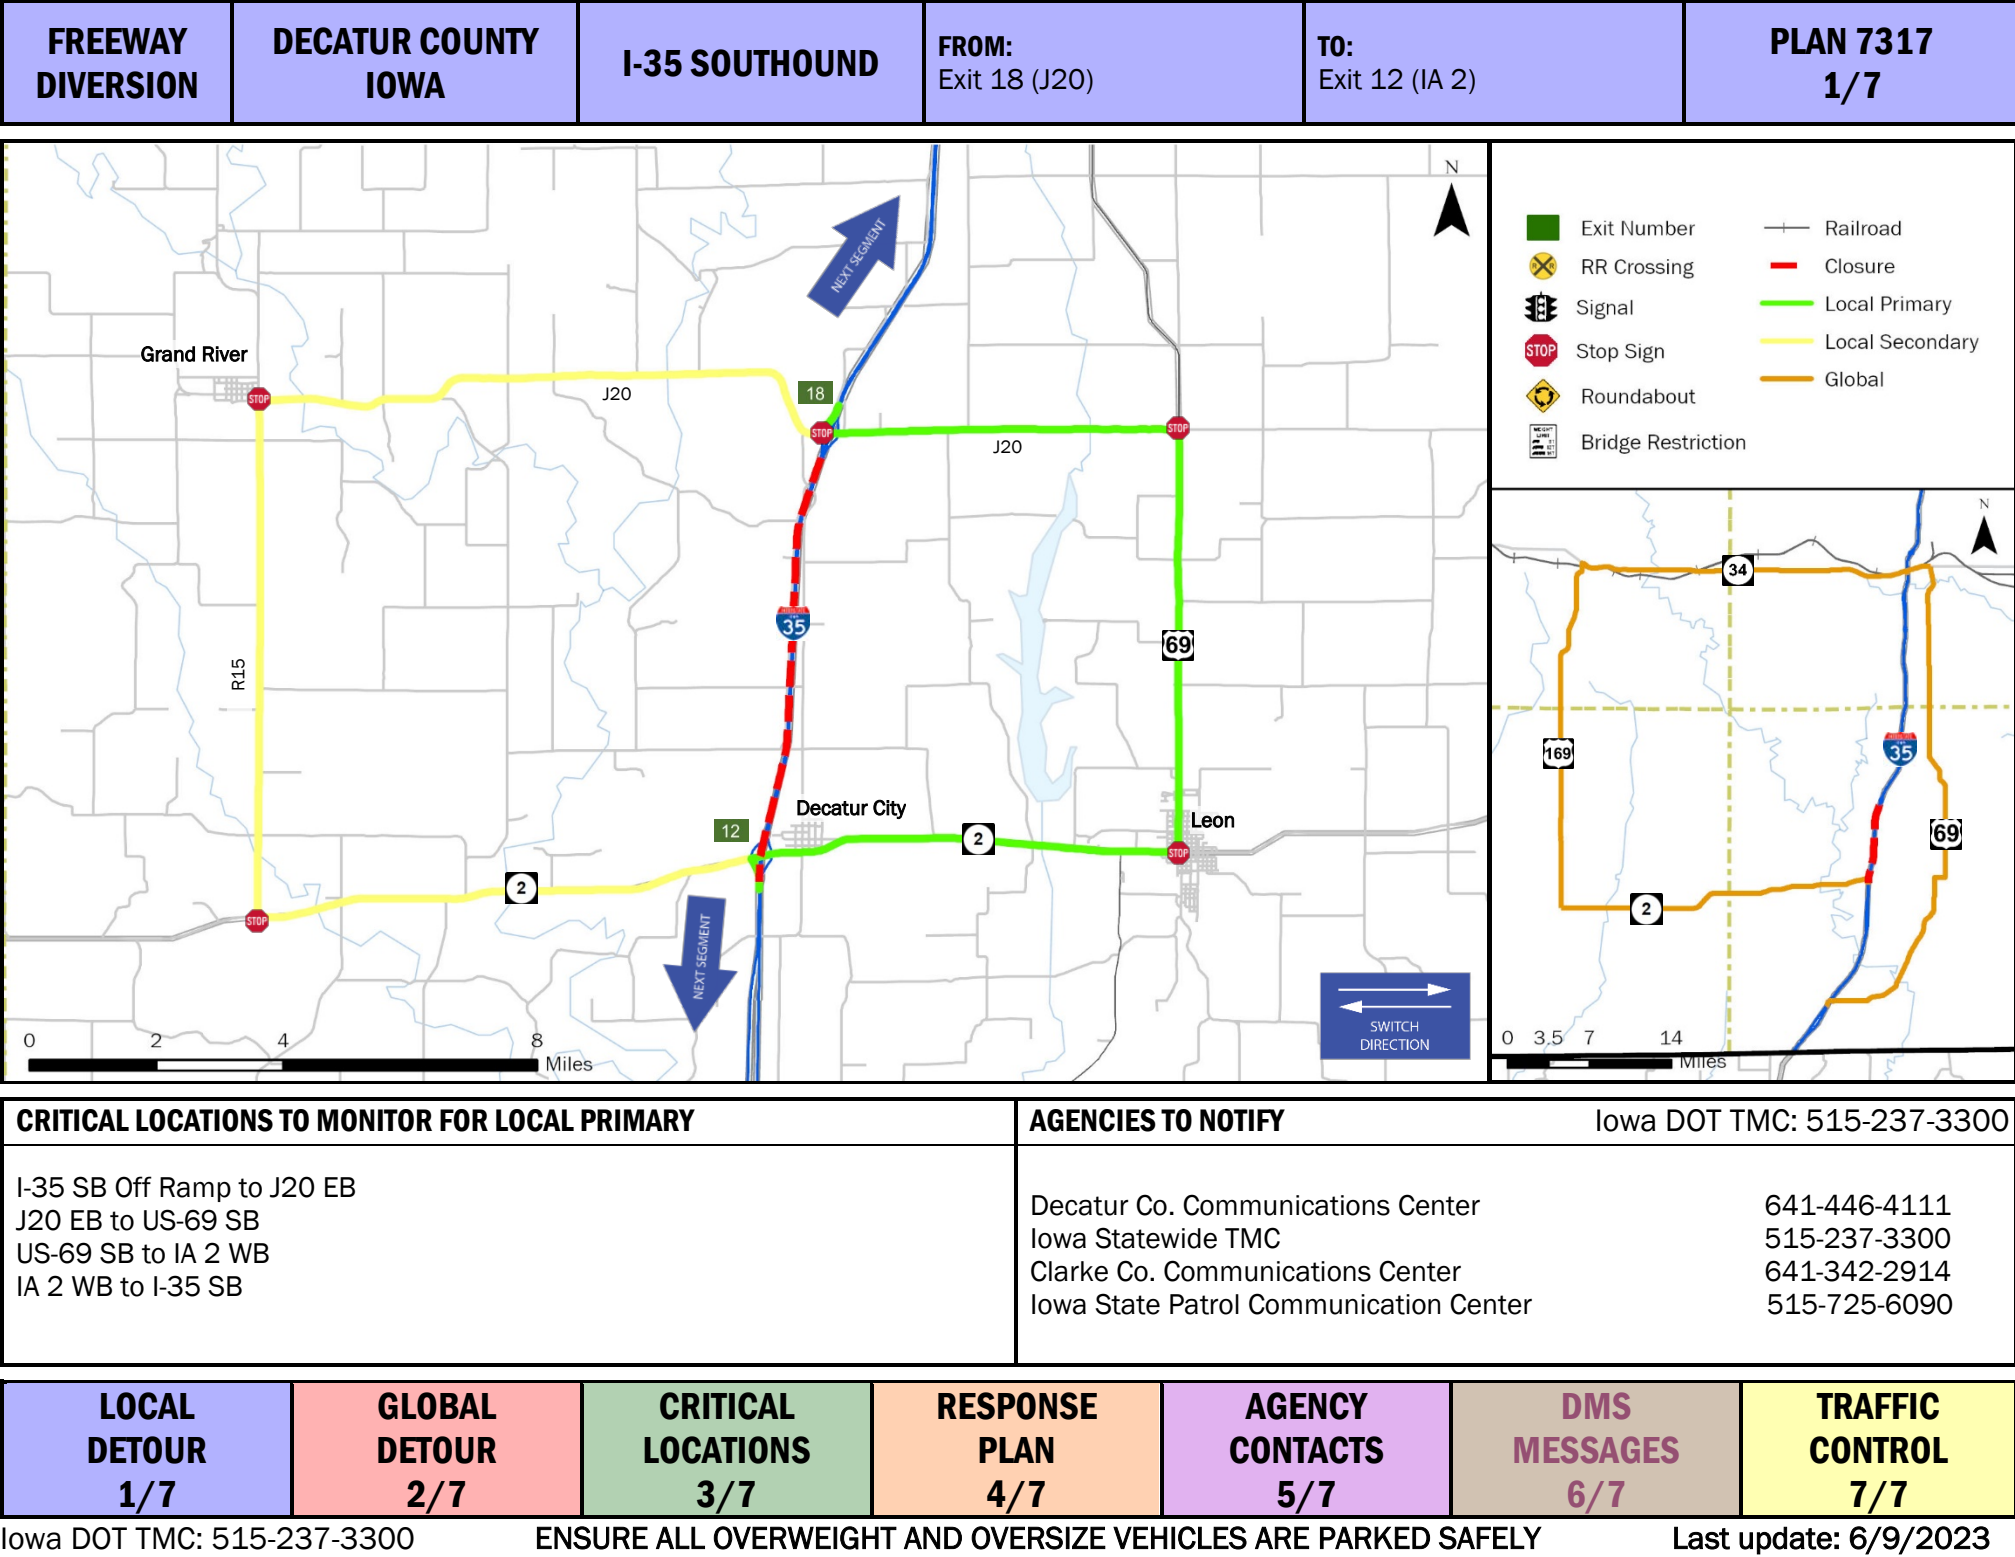 FREEWAY
DIVERSION
DECATUR COUNTY
IOWA
I-35 SOUTHOUND
FROM:
Exit 18 (J20)
TO:
Exit 12 (IA 2)
PLAN 7317
1/7
N
NEXT SEGMENT
Grand River
STOP
J20
18
STOP
J20
STOP
35
69
R15
Decatur City
12
2
Leon
STOP
2
STOP
NEXT SEGMENT
SWITCH
DIRECTION
0 2 4 8
Miles
Exit Number
RR Crossing
Signal
STOP Stop Sign
Roundabout
WEIGHT
LIMIT
Bridge Restriction
Railroad
Closure
Local Primary
Local Secondary
Global
N
34
169
35
69
2
0 3.5 7 14
Miles
CRITICAL LOCATIONS TO MONITOR FOR LOCAL PRIMARY
I-35 SB Off Ramp to J20 EB
J20 EB to US-69 SB
US-69 SB to IA 2 WB
IA 2 WB to I-35 SB
AGENCIES TO NOTIFY Iowa DOT TMC: 515-237-3300
Decatur Co. Communications Center 641-446-4111
Iowa Statewide TMC 515-237-3300
Clarke Co. Communications Center 641-342-2914
Iowa State Patrol Communication Center 515-725-6090
LOCAL
DETOUR
1/7
GLOBAL
DETOUR
2/7
CRITICAL
LOCATIONS
3/7
RESPONSE
PLAN
4/7
AGENCY
CONTACTS
5/7
DMS
MESSAGES
6/7
TRAFFIC
CONTROL
7/7
Iowa DOT TMC: 515-237-3300 ENSURE ALL OVERWEIGHT AND OVERSIZE VEHICLES ARE PARKED SAFELY Last update: 6/9/2023